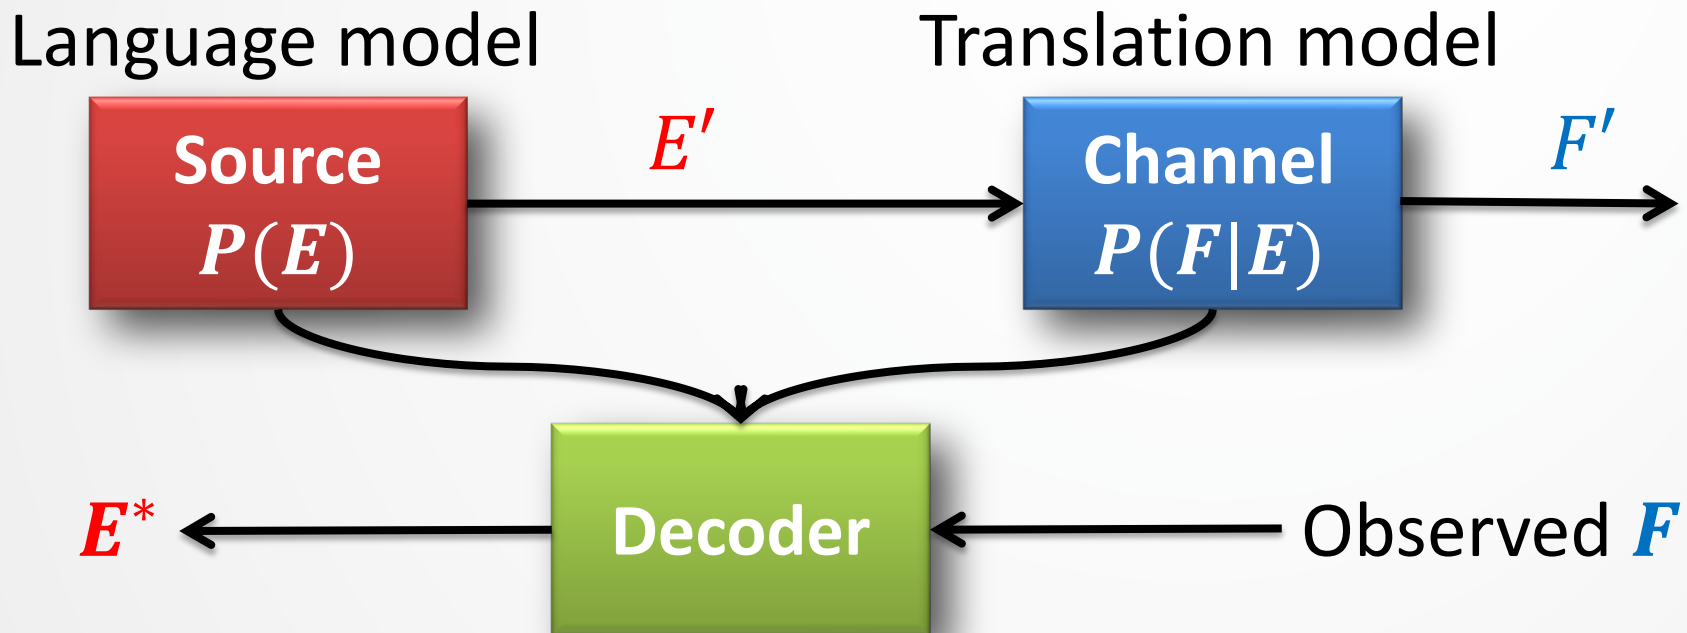 Language model
Translation model
Source
P(E)
E′
Channel
P(F|E)
F′
E*
Decoder
Observed F